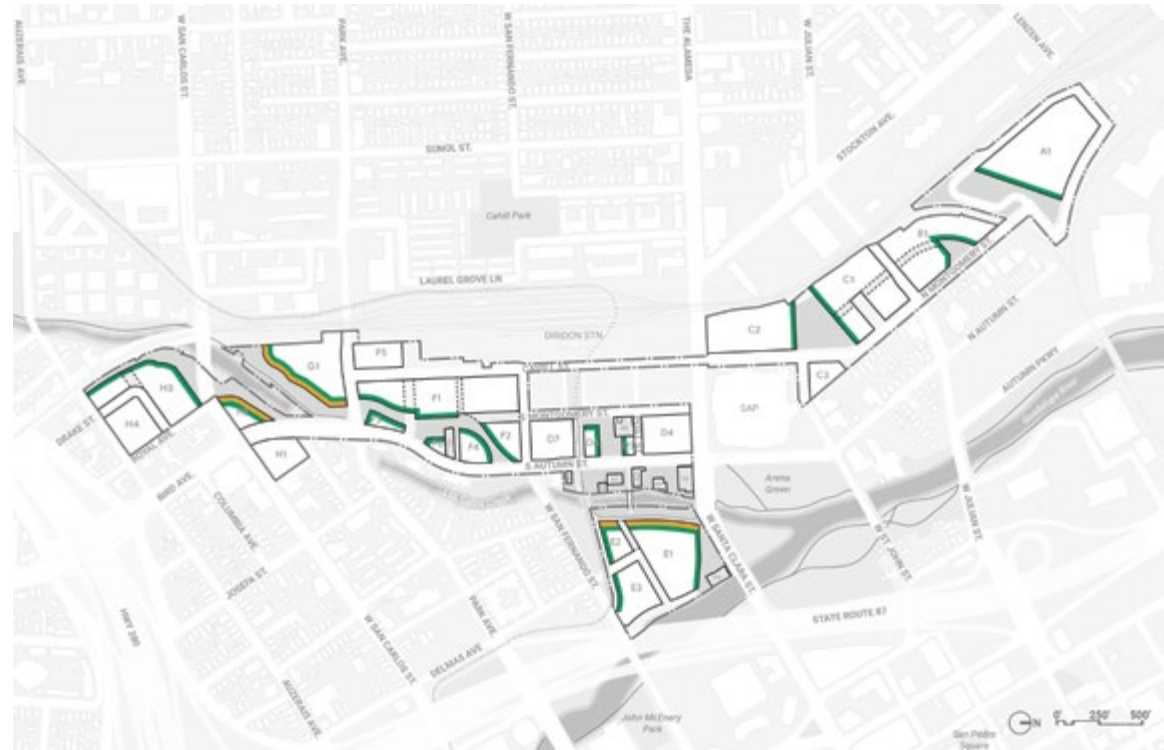 AUZERAIS AVE.
W SAN CARLOS ST.
PARK AVE.
W SAN FERNANDO ST.
THE ALAMEDA
W JULIAN ST.
LENZEN AVE.
STOCKTON AVE.
SUNOL ST.
A1
Cahill Park
B1
LAUREL GROVE LN
C1
N MONTGOMERY ST.
N AUTUMN ST.
DIRIDON STN.
C2
AUTUMN PKWY
F5
G1
C3
H3
F1
S MONTGOMERY ST.
SAP
H4
DRAKE ST.
ROYAL AVE.
F4
F2
D7
D4
H1
S AUTUMN ST.
BIRD AVE.
Arena
Green
COLUMBIA AVE.
W SAN FERNANDO ST.
W SANTA CLARA ST.
W ST. JOHN ST.
W JULIAN ST.
E2
E1
JOSEFA ST.
E3
HWY 280
PARK AVE.
STATE ROUTE 87
W SAN CARLOS ST.
DELMAS AVE
AUZERAIS AVE.
John McEnery
Park
San Pedro
Square
N
0' 250' 500'